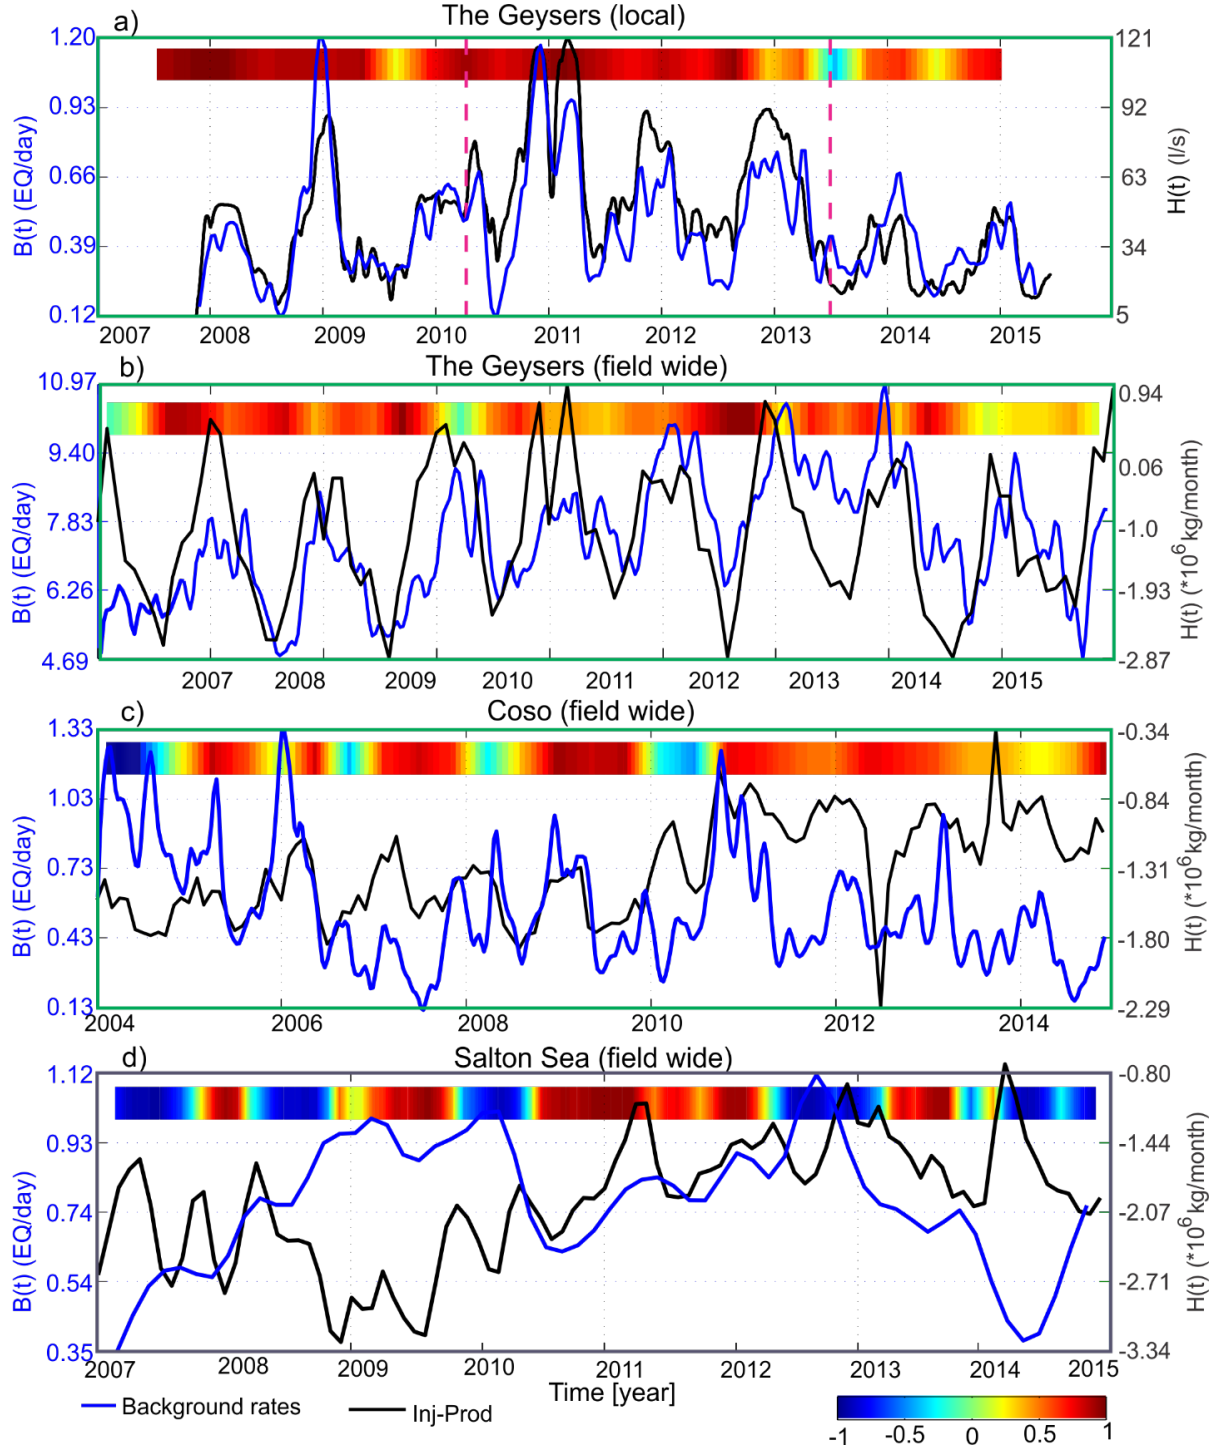 a) The Geysers (local)
1.20 121
0.93 92
0.66 63
0.39 34
0.12 5
B(t) (EQ/day)
H(t) (l/s)
2007 2008 2009 2010 2011 2012 2013 2014 2015
b) The Geysers (field wide)
10.97 0.94
9.40 0.06
7.83 -1.0
6.26 -1.93
4.69 -2.87
B(t) (EQ/day)
H(t) (*10⁶kg/month)
2007 2008 2009 2010 2011 2012 2013 2014 2015
c) Coso (field wide)
1.33 -0.34
1.03 -0.84
0.73 -1.31
0.43 -1.80
0.13 -2.29
B(t) (EQ/day)
H(t) (*10⁶kg/month)
2004 2006 2008 2010 2012 2014
d) Salton Sea (field wide)
1.12 -0.80
0.93 -1.44
0.74 -2.07
0.54 -2.71
0.35 -3.34
B(t) (EQ/day)
H(t) (*10⁶kg/month)
2007 2008 2009 2010 2011 2012 2013 2014 2015
Time [year]
Background rates Inj-Prod
-1 -0.5 0 0.5 1